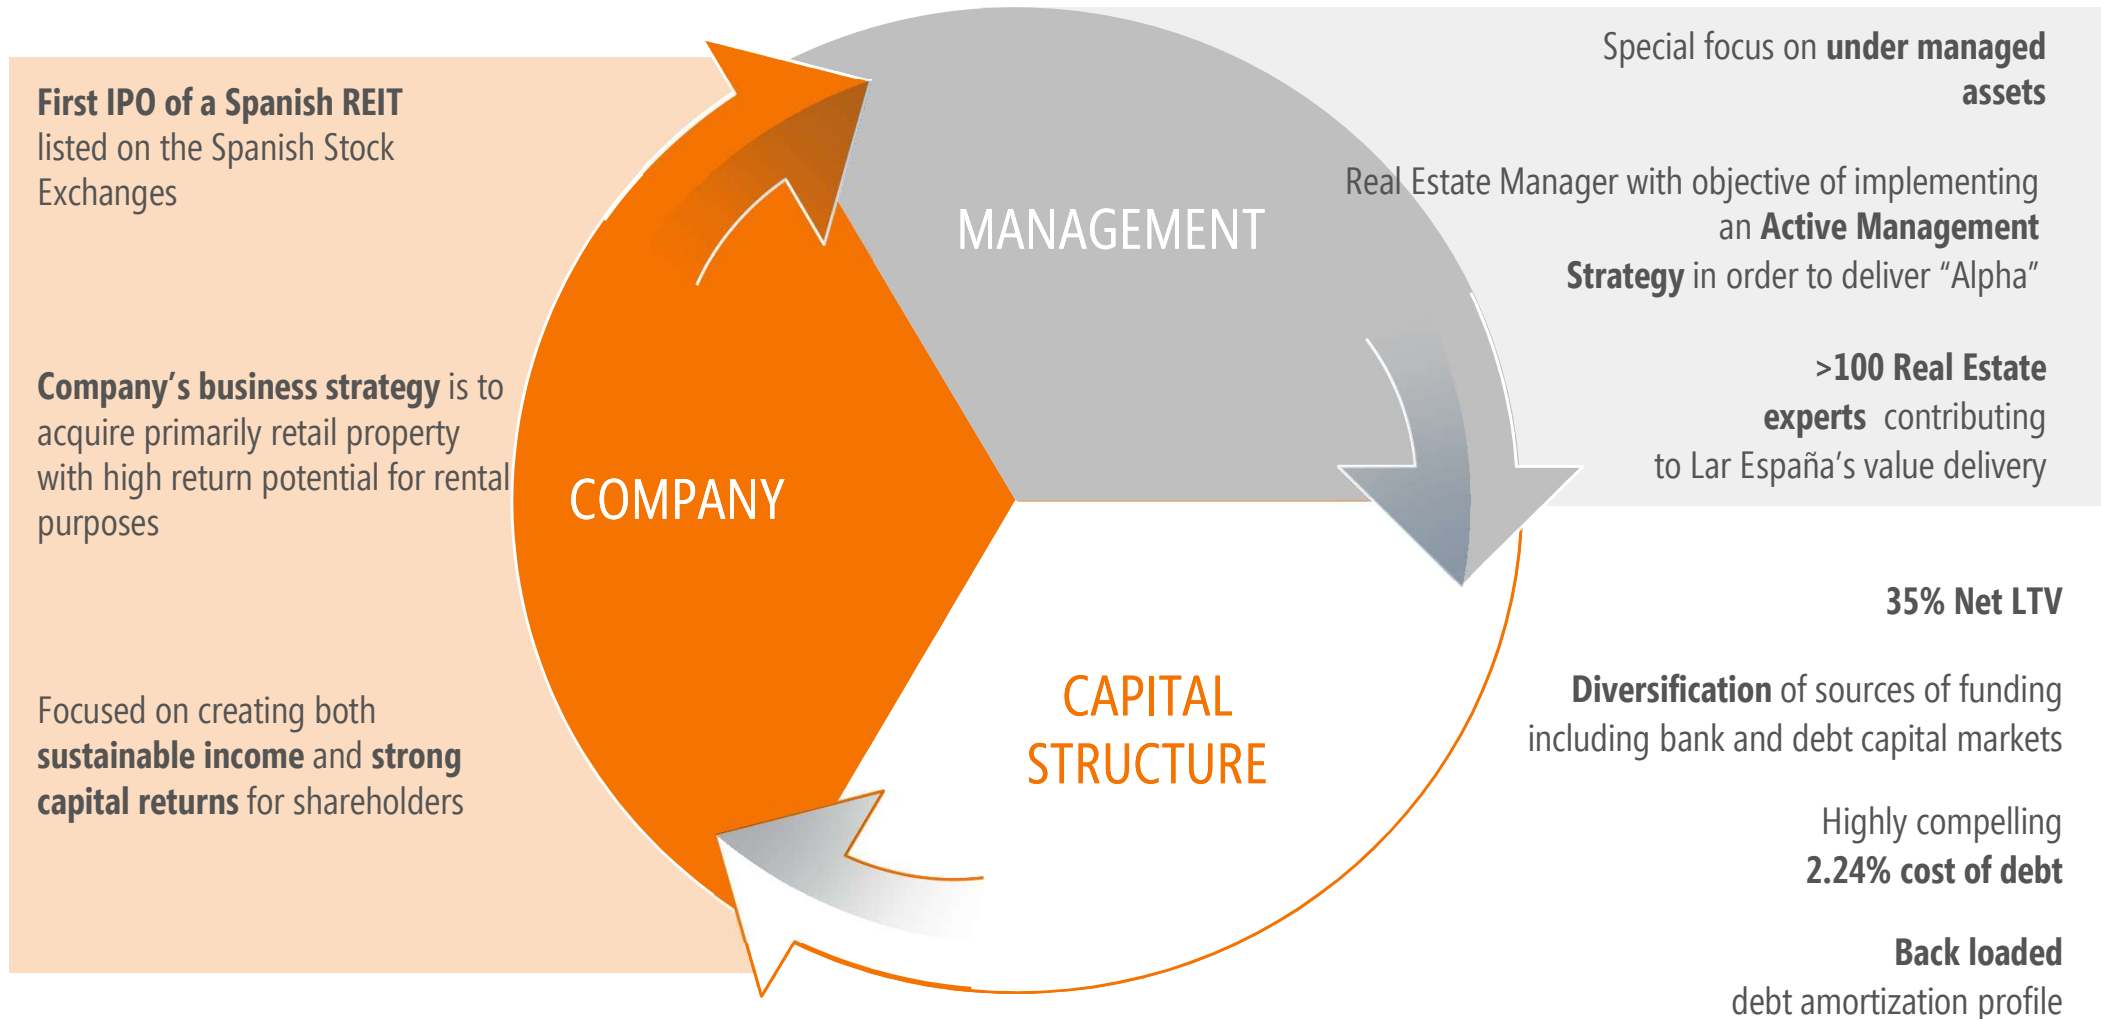 First IPO of a Spanish REIT
listed on the Spanish Stock
Exchanges
Company’s business strategy is to
acquire primarily retail property
with high return potential for rental
purposes
Focused on creating both
sustainable income and strong
capital returns for shareholders
COMPANY
MANAGEMENT
CAPITAL
STRUCTURE
Special focus on under managed
assets
Real Estate Manager with objective of implementing
an Active Management
Strategy in order to deliver “Alpha”
>100 Real Estate
experts contributing
to Lar España’s value delivery
35% Net LTV
Diversification of sources of funding
including bank and debt capital markets
Highly compelling
2.24% cost of debt
Back loaded
debt amortization profile